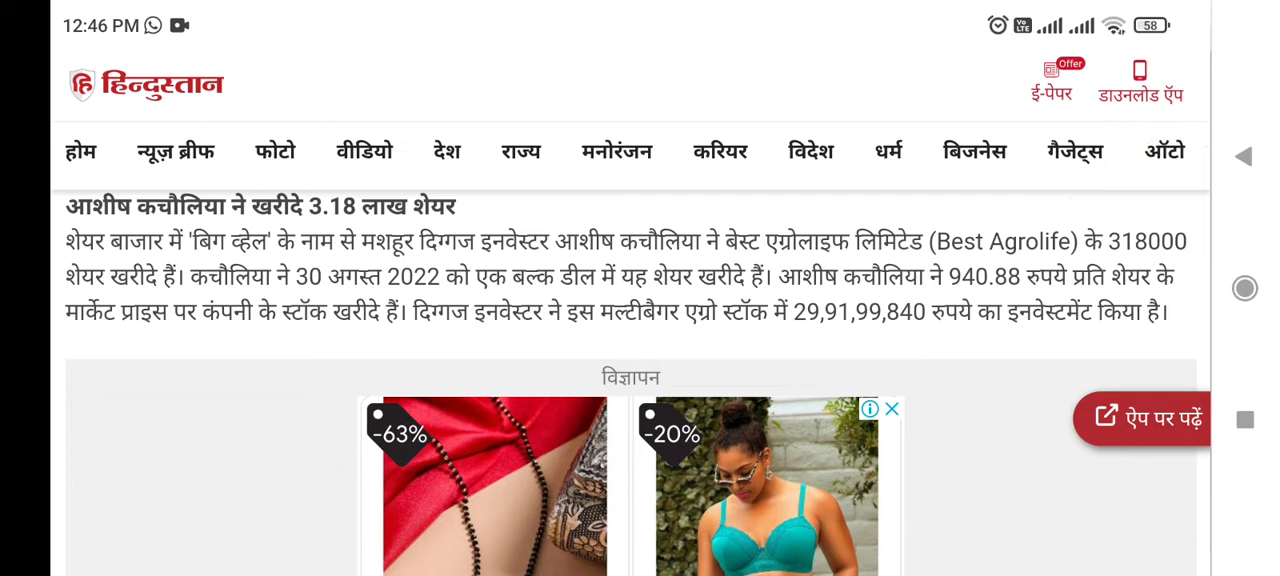 12:46 PM
Vo LTE
58
हि हिन्दुस्तान
Offer
ई-पेपर
डाउनलोड ऍप
होम न्यूज़ ब्रीफ फोटो वीडियो देश राज्य मनोरंजन करियर विदेश धर्म बिजनेस गैजेट्स ऑटो
आशीष कचौलिया ने खरीदे 3.18 लाख शेयर
शेयर बाजार में 'बिग व्हेल' के नाम से मशहूर दिग्गज इनवेस्टर आशीष कचौलिया ने बेस्ट एग्रोलाइफ लिमिटेड (Best Agrolife) के 318000
शेयर खरीदे हैं। कचौलिया ने 30 अगस्त 2022 को एक बल्क डील में यह शेयर खरीदे हैं। आशीष कचौलिया ने 940.88 रुपये प्रति शेयर के
मार्केट प्राइस पर कंपनी के स्टॉक खरीदे हैं। दिग्गज इनवेस्टर ने इस मल्टीबैगर एग्रो स्टॉक में 29,91,99,840 रुपये का इनवेस्टमेंट किया है।
विज्ञापन
-63%
-20%
ऐप पर पढ़ें